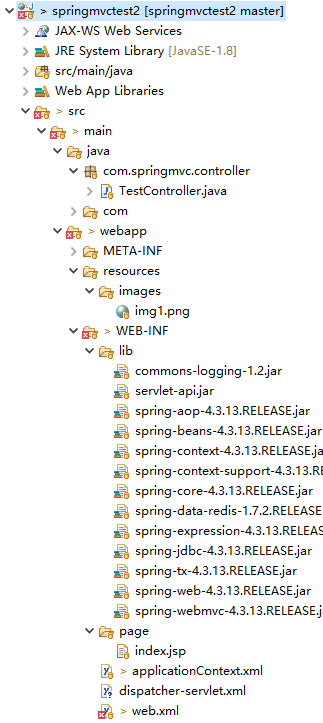 > springmvctest2 [springmvctest2 master]
JAX-WS Web Services
JRE System Library [JavaSE-1.8]
src/main/java
Web App Libraries
> src
> main
java
com.springmvc.controller
TestController.java
> com
> webapp
META-INF
resources
images
img1.png
> WEB-INF
lib
commons-logging-1.2.jar
servlet-api.jar
spring-aop-4.3.13.RELEASE.jar
spring-beans-4.3.13.RELEASE.jar
spring-context-4.3.13.RELEASE.ja
spring-context-support-4.3.13.RE
spring-core-4.3.13.RELEASE.jar
spring-data-redis-1.7.2.RELEASE
spring-expression-4.3.13.RELEAS
spring-jdbc-4.3.13.RELEASE.jar
spring-tx-4.3.13.RELEASE.jar
spring-web-4.3.13.RELEASE.jar
spring-webmvc-4.3.13.RELEASE.j
page
index.jsp
> applicationContext.xml
dispatcher-servlet.xml
> web.xml